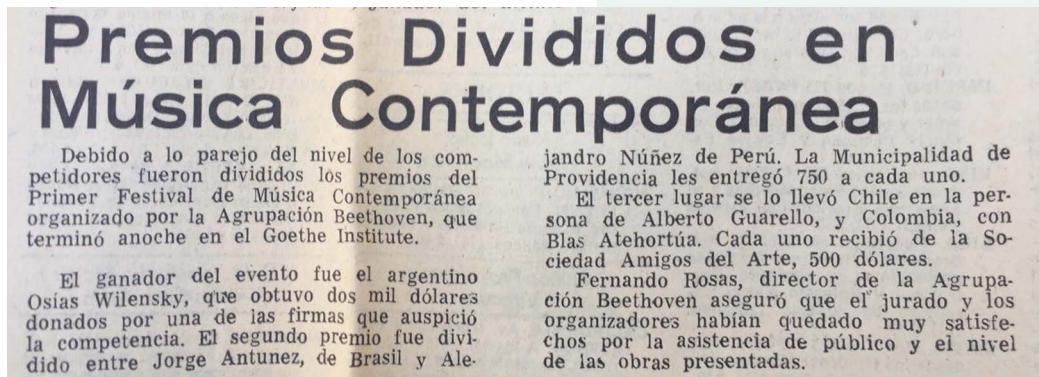 Premios Divididos en
Música Contemporánea
Debido a lo parejo del nivel de los com-
petidores fueron divididos los premios del
Primer Festival de Música Contemporánea
organizado por la Agrupación Beethoven, que
terminó anoche en el Goethe Institute.
El ganador del evento fue el argentino
Osías Wilensky, que obtuvo dos mil dólares
donados por una de las firmas que auspició
la competencia. El segundo premio fue divi-
dido entre Jorge Antunez, de Brasil y Ale-
jandro Núñez de Perú. La Municipalidad de
Providencia les entregó 750 a cada uno.
El tercer lugar se lo llevó Chile en la per-
sona de Alberto Guarello, y Colombia, con
Blas Atehortúa. Cada uno recibió de la So-
ciedad Amigos del Arte, 500 dólares.
Fernando Rosas, director de la Agrupa-
ción Beethoven aseguró que el jurado y los
organizadores habían quedado muy satisfe-
chos por la asistencia de público y el nivel
de las obras presentadas.